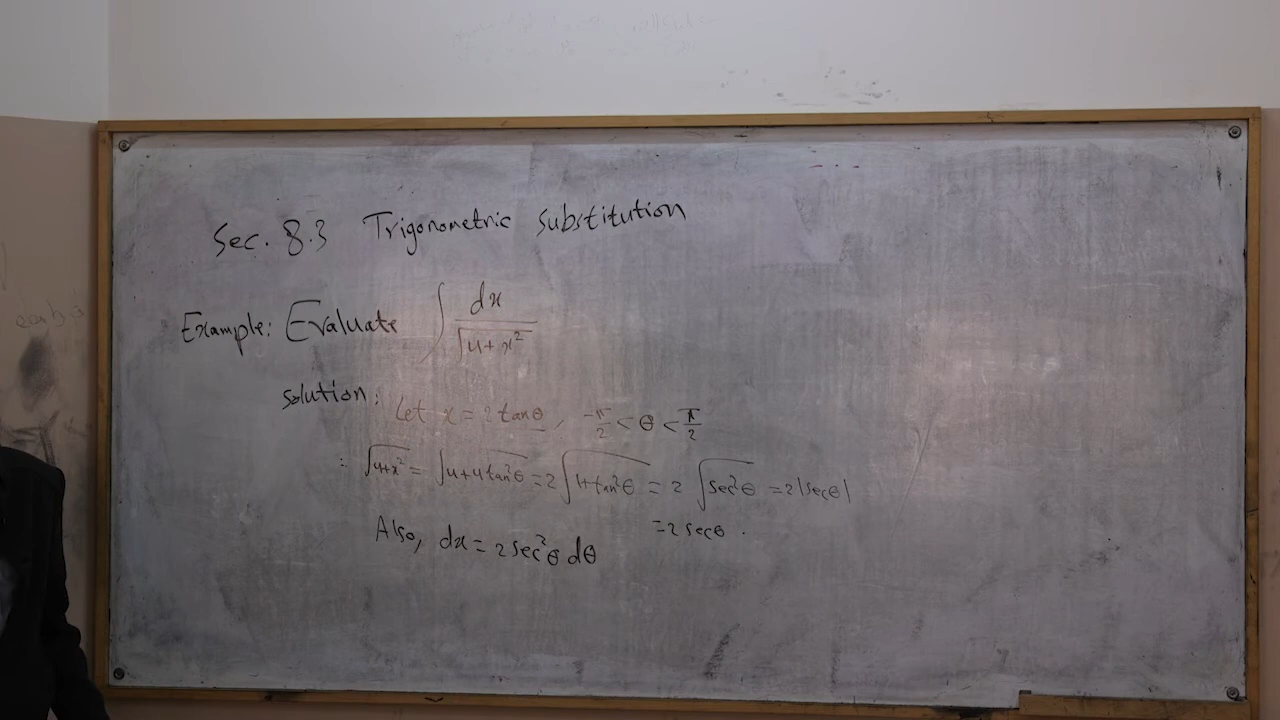 Sec. 8.3 Trigonometric Substitution
Example: Evaluate ∫ dx / √(4+x²)
Solution: Let x = 2 tanθ, -π/2 < θ < π/2
: √(4+x²) = √(4+4tan²θ) = 2√(1+tan²θ) = 2√(sec²θ) = 2|secθ|
= 2 secθ.
Also, dx = 2 sec²θ dθ